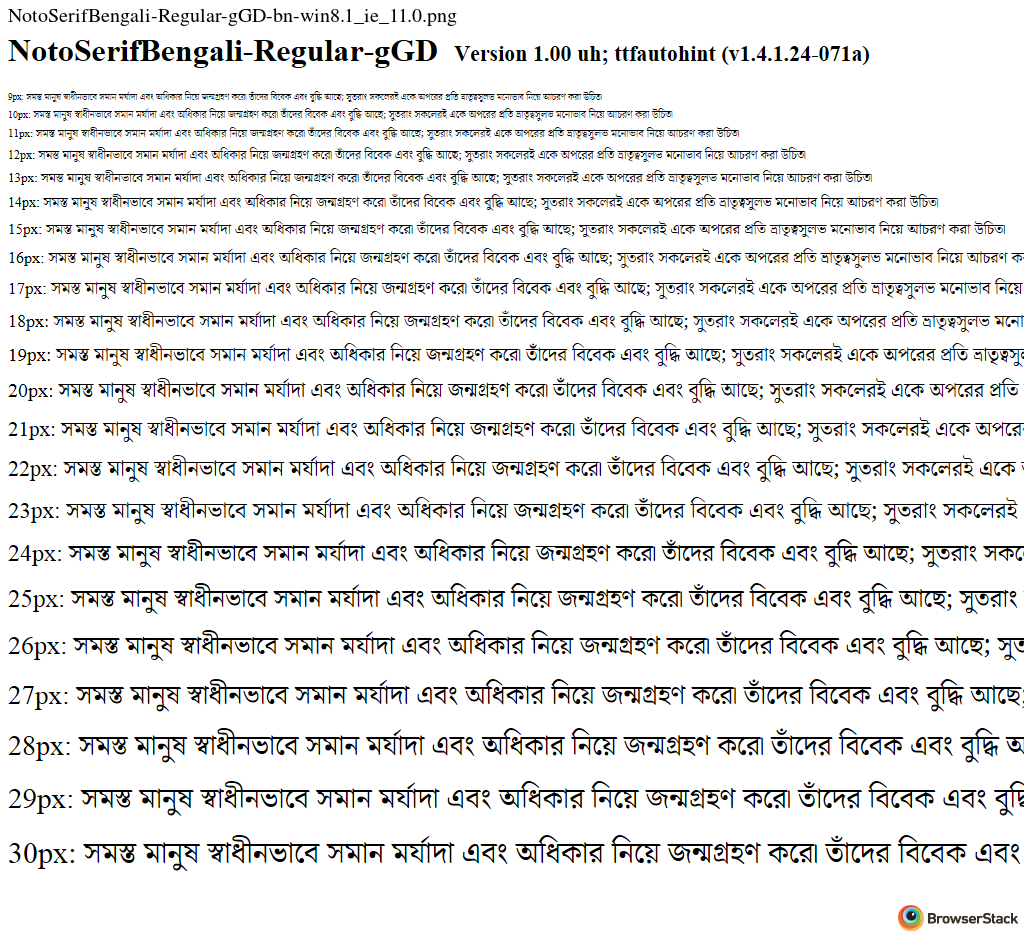 NotoSerifBengali-Regular-gGD-bn-win8.1_ie_11.0.png
NotoSerifBengali-Regular-gGD Version 1.00 uh; ttfautohint (v1.4.1.24-071a)
9px: সমস্ত মানুষ স্বাধীনভাবে সমান মর্যাদা এবং অধিকার নিয়ে জন্মগ্রহণ করে। তাঁদের বিবেক এবং বুদ্ধি আছে; সুতরাং সকলেরই একে অপরের প্রতি ভ্রাতৃত্বসুলভ মনোভাব নিয়ে আচরণ করা উচিত।
10px: সমস্ত মানুষ স্বাধীনভাবে সমান মর্যাদা এবং অধিকার নিয়ে জন্মগ্রহণ করে। তাঁদের বিবেক এবং বুদ্ধি আছে; সুতরাং সকলেরই একে অপরের প্রতি ভ্রাতৃত্বসুলভ মনোভাব নিয়ে আচরণ করা উচিত।
11px: সমস্ত মানুষ স্বাধীনভাবে সমান মর্যাদা এবং অধিকার নিয়ে জন্মগ্রহণ করে। তাঁদের বিবেক এবং বুদ্ধি আছে; সুতরাং সকলেরই একে অপরের প্রতি ভ্রাতৃত্বসুলভ মনোভাব নিয়ে আচরণ করা উচিত।
12px: সমস্ত মানুষ স্বাধীনভাবে সমান মর্যাদা এবং অধিকার নিয়ে জন্মগ্রহণ করে। তাঁদের বিবেক এবং বুদ্ধি আছে; সুতরাং সকলেরই একে অপরের প্রতি ভ্রাতৃত্বসুলভ মনোভাব নিয়ে আচরণ করা উচিত।
13px: সমস্ত মানুষ স্বাধীনভাবে সমান মর্যাদা এবং অধিকার নিয়ে জন্মগ্রহণ করে। তাঁদের বিবেক এবং বুদ্ধি আছে; সুতরাং সকলেরই একে অপরের প্রতি ভ্রাতৃত্বসুলভ মনোভাব নিয়ে আচরণ করা উচিত।
14px: সমস্ত মানুষ স্বাধীনভাবে সমান মর্যাদা এবং অধিকার নিয়ে জন্মগ্রহণ করে। তাঁদের বিবেক এবং বুদ্ধি আছে; সুতরাং সকলেরই একে অপরের প্রতি ভ্রাতৃত্বসুলভ মনোভাব নিয়ে আচরণ করা উচিত।
15px: সমস্ত মানুষ স্বাধীনভাবে সমান মর্যাদা এবং অধিকার নিয়ে জন্মগ্রহণ করে। তাঁদের বিবেক এবং বুদ্ধি আছে; সুতরাং সকলেরই একে অপরের প্রতি ভ্রাতৃত্বসুলভ মনোভাব নিয়ে আচরণ করা উচিত।
16px: সমস্ত মানুষ স্বাধীনভাবে সমান মর্যাদা এবং অধিকার নিয়ে জন্মগ্রহণ করে। তাঁদের বিবেক এবং বুদ্ধি আছে; সুতরাং সকলেরই একে অপরের প্রতি ভ্রাতৃত্বসুলভ মনোভাব নিয়ে আচরণ
17px: সমস্ত মানুষ স্বাধীনভাবে সমান মর্যাদা এবং অধিকার নিয়ে জন্মগ্রহণ করে। তাঁদের বিবেক এবং বুদ্ধি আছে; সুতরাং সকলেরই একে অপরের প্রতি ভ্রাতৃত্বসুলভ মনোভাব নিয়ে
18px: সমস্ত মানুষ স্বাধীনভাবে সমান মর্যাদা এবং অধিকার নিয়ে জন্মগ্রহণ করে। তাঁদের বিবেক এবং বুদ্ধি আছে; সুতরাং সকলেরই একে অপরের প্রতি ভ্রাতৃত্বসুলভ মনো
19px: সমস্ত মানুষ স্বাধীনভাবে সমান মর্যাদা এবং অধিকার নিয়ে জন্মগ্রহণ করে। তাঁদের বিবেক এবং বুদ্ধি আছে; সুতরাং সকলেরই একে অপরের প্রতি ভ্রাতৃত্বসু
20px: সমস্ত মানুষ স্বাধীনভাবে সমান মর্যাদা এবং অধিকার নিয়ে জন্মগ্রহণ করে। তাঁদের বিবেক এবং বুদ্ধি আছে; সুতরাং সকলেরই একে অপরের প্রতি
21px: সমস্ত মানুষ স্বাধীনভাবে সমান মর্যাদা এবং অধিকার নিয়ে জন্মগ্রহণ করে। তাঁদের বিবেক এবং বুদ্ধি আছে; সুতরাং সকলেরই একে অপরে
22px: সমস্ত মানুষ স্বাধীনভাবে সমান মর্যাদা এবং অধিকার নিয়ে জন্মগ্রহণ করে। তাঁদের বিবেক এবং বুদ্ধি আছে; সুতরাং সকলেরই একে
23px: সমস্ত মানুষ স্বাধীনভাবে সমান মর্যাদা এবং অধিকার নিয়ে জন্মগ্রহণ করে। তাঁদের বিবেক এবং বুদ্ধি আছে; সুতরাং সকলেরই
24px: সমস্ত মানুষ স্বাধীনভাবে সমান মর্যাদা এবং অধিকার নিয়ে জন্মগ্রহণ করে। তাঁদের বিবেক এবং বুদ্ধি আছে; সুতরাং সকলে
25px: সমস্ত মানুষ স্বাধীনভাবে সমান মর্যাদা এবং অধিকার নিয়ে জন্মগ্রহণ করে। তাঁদের বিবেক এবং বুদ্ধি আছে; সুতরাং
26px: সমস্ত মানুষ স্বাধীনভাবে সমান মর্যাদা এবং অধিকার নিয়ে জন্মগ্রহণ করে। তাঁদের বিবেক এবং বুদ্ধি আছে; সুত
27px: সমস্ত মানুষ স্বাধীনভাবে সমান মর্যাদা এবং অধিকার নিয়ে জন্মগ্রহণ করে। তাঁদের বিবেক এবং বুদ্ধি আছে;
28px: সমস্ত মানুষ স্বাধীনভাবে সমান মর্যাদা এবং অধিকার নিয়ে জন্মগ্রহণ করে। তাঁদের বিবেক এবং বুদ্ধি আ
29px: সমস্ত মানুষ স্বাধীনভাবে সমান মর্যাদা এবং অধিকার নিয়ে জন্মগ্রহণ করে। তাঁদের বিবেক এবং বুদ্ধি
30px: সমস্ত মানুষ স্বাধীনভাবে সমান মর্যাদা এবং অধিকার নিয়ে জন্মগ্রহণ করে। তাঁদের বিবেক এবং
BrowserStack